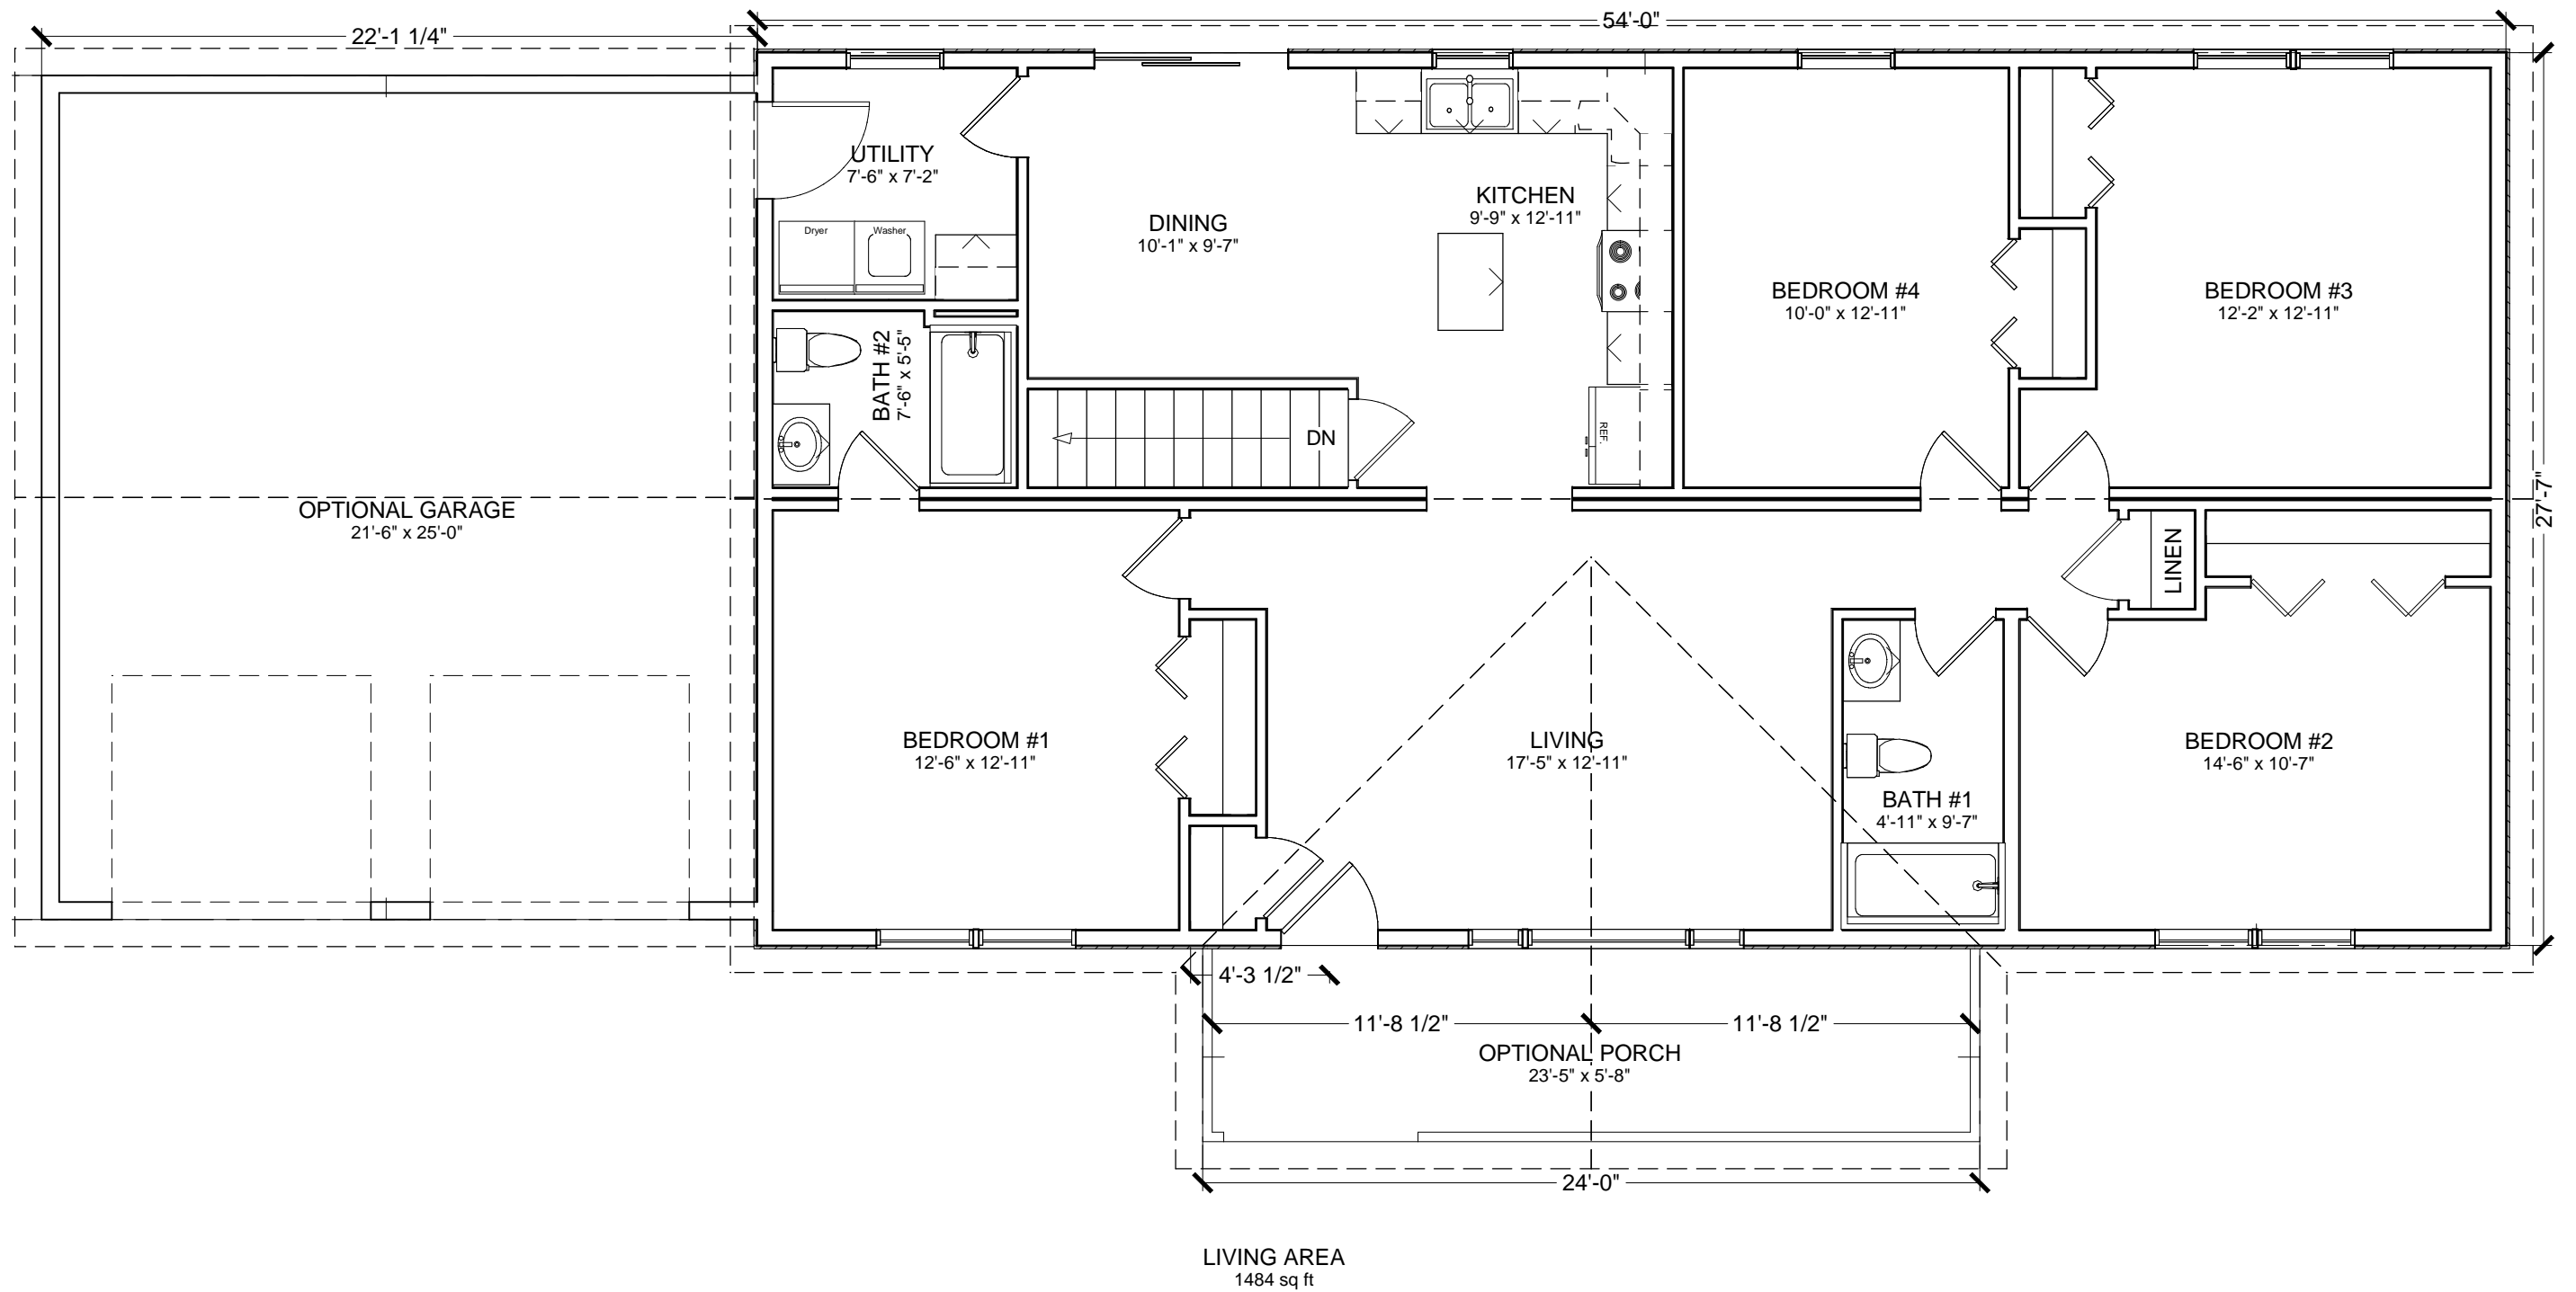 54'-0"
22'-1 1/4"
UTILITY
7'-6" x 7'-2"
Dryer
Washer
DINING
10'-1" x 9'-7"
KITCHEN
9'-9" x 12'-11"
BEDROOM #4
10'-0" x 12'-11"
BEDROOM #3
12'-2" x 12'-11"
BATH #2
7'-6" x 5'-5"
DN
REF.
27'-7"
OPTIONAL GARAGE
21'-6" x 25'-0"
LINEN
BEDROOM #1
12'-6" x 12'-11"
LIVING
17'-5" x 12'-11"
BATH #1
4'-11" x 9'-7"
BEDROOM #2
14'-6" x 10'-7"
4'-3 1/2"
11'-8 1/2"
11'-8 1/2"
OPTIONAL PORCH
23'-5" x 5'-8"
24'-0"
LIVING AREA
1484 sq ft